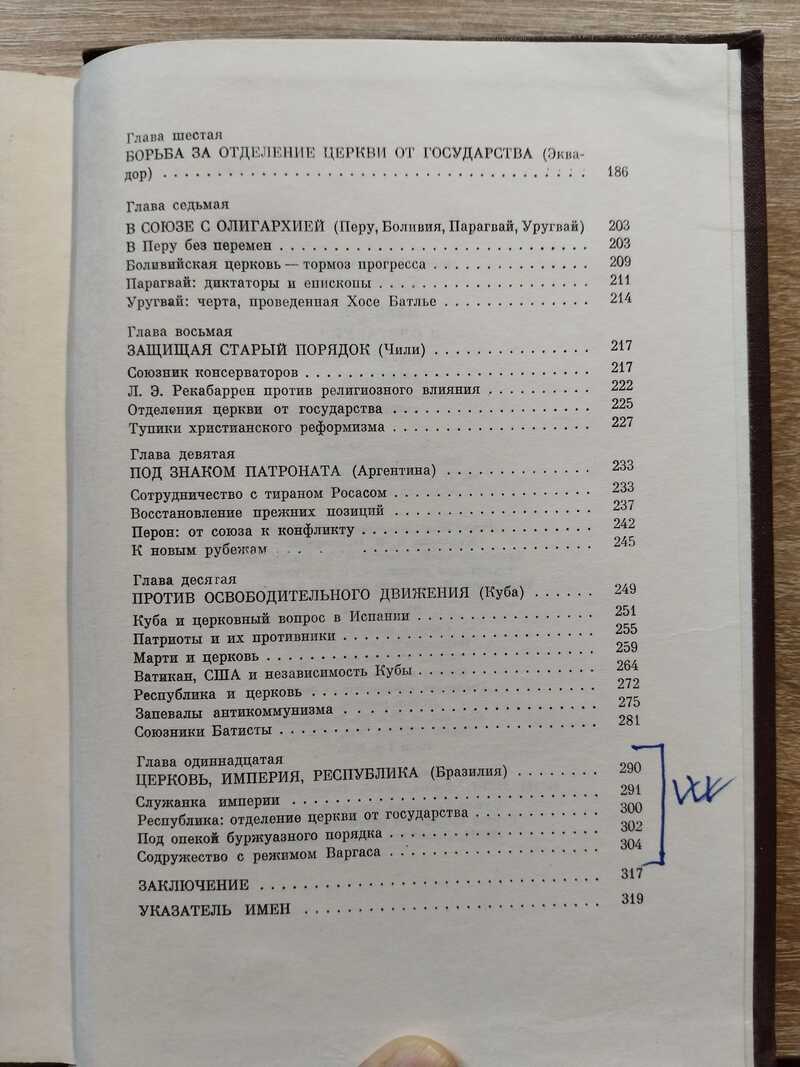 Глава шестая
БОРЬБА ЗА ОТДЕЛЕНИЕ ЦЕРКВИ ОТ ГОСУДАРСТВА (Эква-
дор) . . . . . . . . . . 186
Глава седьмая
В СОЮЗЕ С ОЛИГАРХИЕЙ (Перу, Боливия, Парагвай, Уругвай) 203
В Перу без перемен . . . . . . . . . . 203
Боливийская церковь — тормоз прогресса . . . . . . . . . . 209
Парагвай: диктаторы и епископы . . . . . . . . . . 211
Уругвай: черта, проведенная Хосе Батлье . . . . . . . . . . 214
Глава восьмая
ЗАЩИЩАЯ СТАРЫЙ ПОРЯДОК (Чили) . . . . . . . . . . 217
Союзник консерваторов . . . . . . . . . . 217
Л. Э. Рекабаррен против религиозного влияния . . . . . . . . 222
Отделения церкви от государства . . . . . . . . . . 225
Тупики христианского реформизма . . . . . . . . . . 227
Глава девятая
ПОД ЗНАКОМ ПАТРОНАТА (Аргентина) . . . . . . . . . . 233
Сотрудничество с тираном Росасом . . . . . . . . . . 233
Восстановление прежних позиций . . . . . . . . . . 237
Перон: от союза к конфликту . . . . . . . . . . 242
К новым рубежам . . . . . . . . . . 245
Глава десятая
ПРОТИВ ОСВОБОДИТЕЛЬНОГО ДВИЖЕНИЯ (Куба) . . . . . . 249
Куба и церковный вопрос в Испании . . . . . . . . . . 251
Патриоты и их противники . . . . . . . . . . 255
Марти и церковь . . . . . . . . . . 259
Ватикан, США и независимость Кубы . . . . . . . . . . 264
Республика и церковь . . . . . . . . . . 272
Запевалы антикоммунизма . . . . . . . . . . 275
Союзники Батисты . . . . . . . . . . 281
Глава одиннадцатая
ЦЕРКОВЬ, ИМПЕРИЯ, РЕСПУБЛИКА (Бразилия) . . . . . . . . 290
Служанка империи . . . . . . . . . . 291
Республика: отделение церкви от государства . . . . . . . . . . 300
Под опекой буржуазного порядка . . . . . . . . . . 302
Содружество с режимом Варгаса . . . . . . . . . . 304
ЗАКЛЮЧЕНИЕ . . . . . . . . . . 317
УКАЗАТЕЛЬ ИМЕН . . . . . . . . . . 319